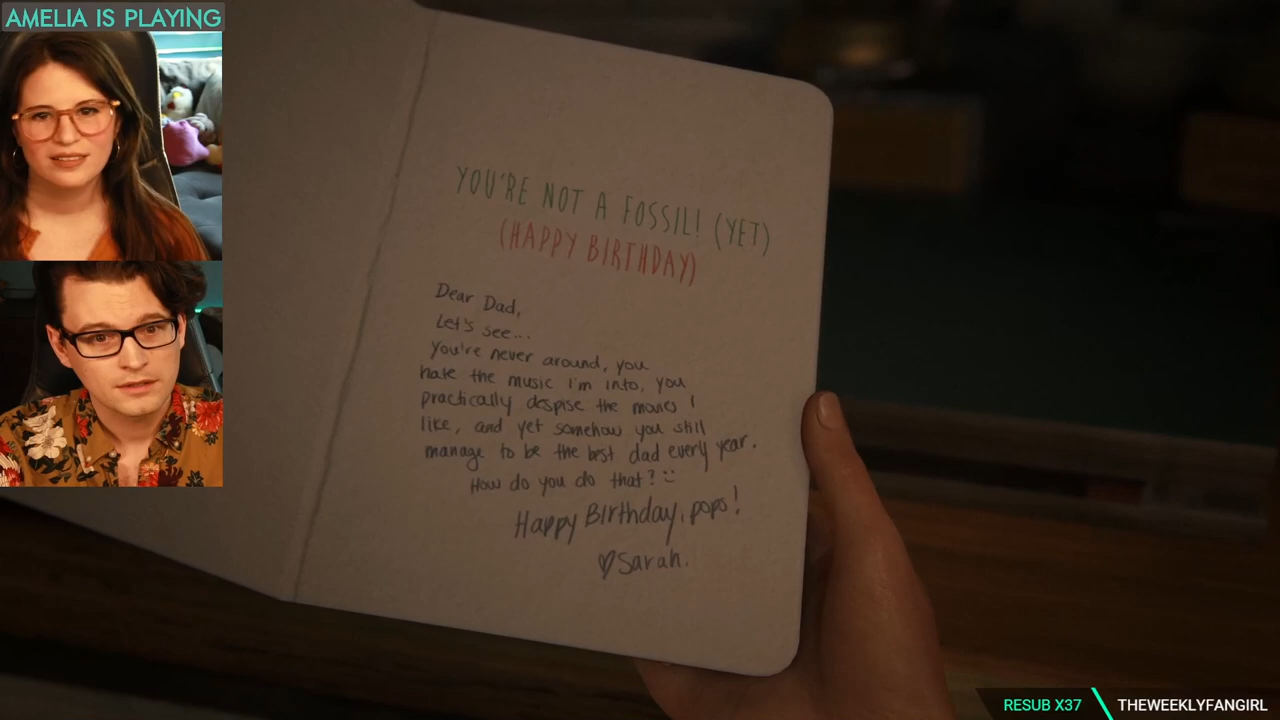 AMELIA IS PLAYING
YOU'RE NOT A FOSSIL! (YET)
(HAPPY BIRTHDAY)
Dear Dad,
Let's see...
You're never around, you
hate the music I'm into, you
practically despise the movies I
like, and yet somehow you still
manage to be the best dad every year.
How do you do that? :)
Happy Birthday, pops!
♡Sarah.
RESUB X37 \ THEWEEKLYFANGIRL